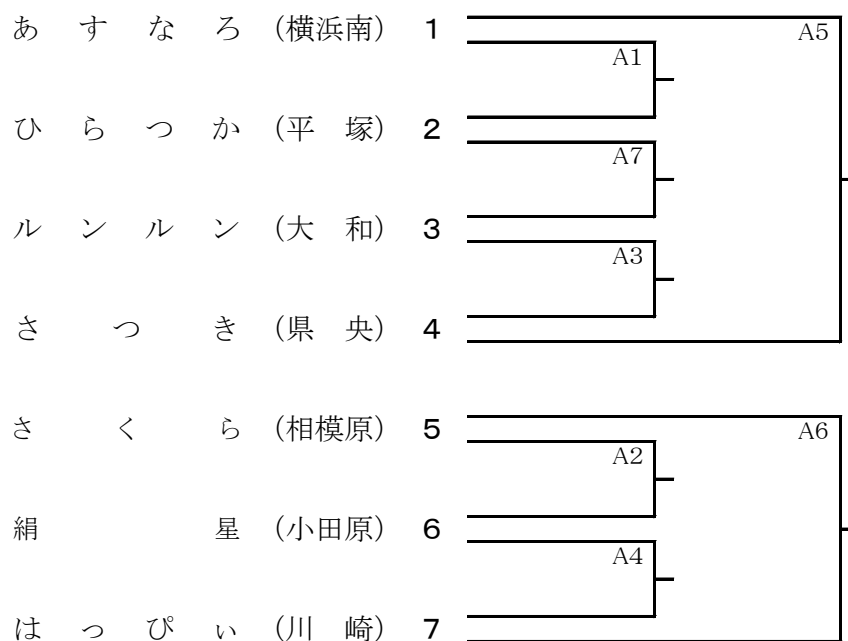 あすなろ（横浜南） 1 A5
A1
ひらつか（平塚） 2
A7
ルンルン（大和） 3
A3
さつき（県央） 4
さくら（相模原） 5 A6
A2
絹星（小田原） 6
A4
はっぴぃ（川崎） 7